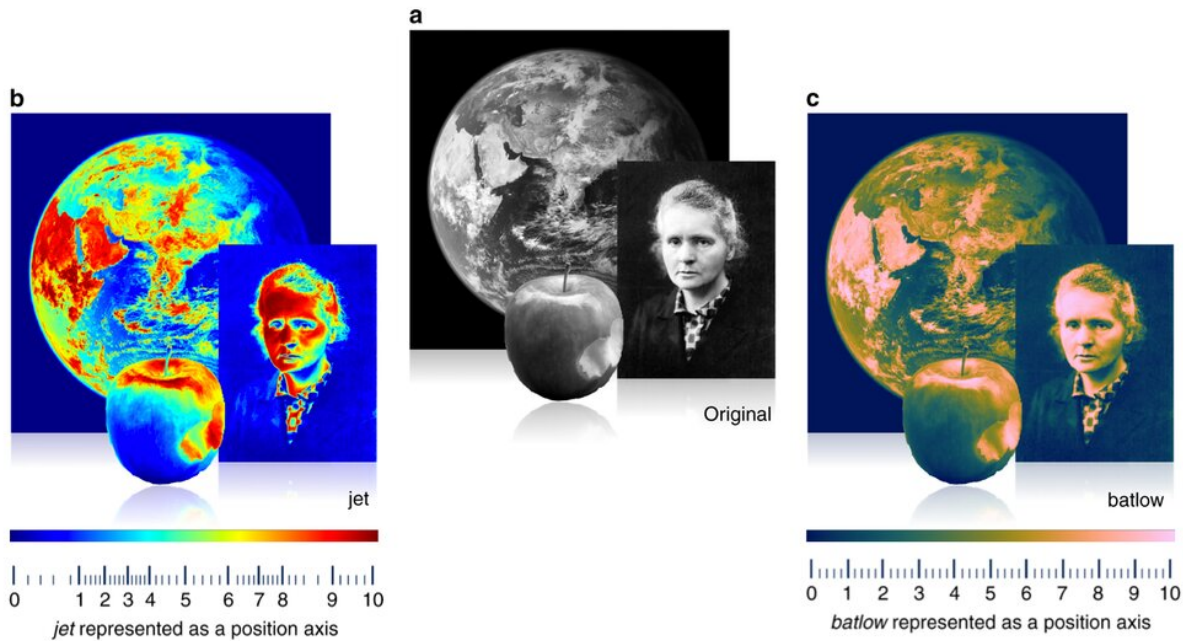 a
Original
b
jet
0 1 2 3 4 5 6 7 8 9 10
jet represented as a position axis
c
batlow
0 1 2 3 4 5 6 7 8 9 10
batlow represented as a position axis